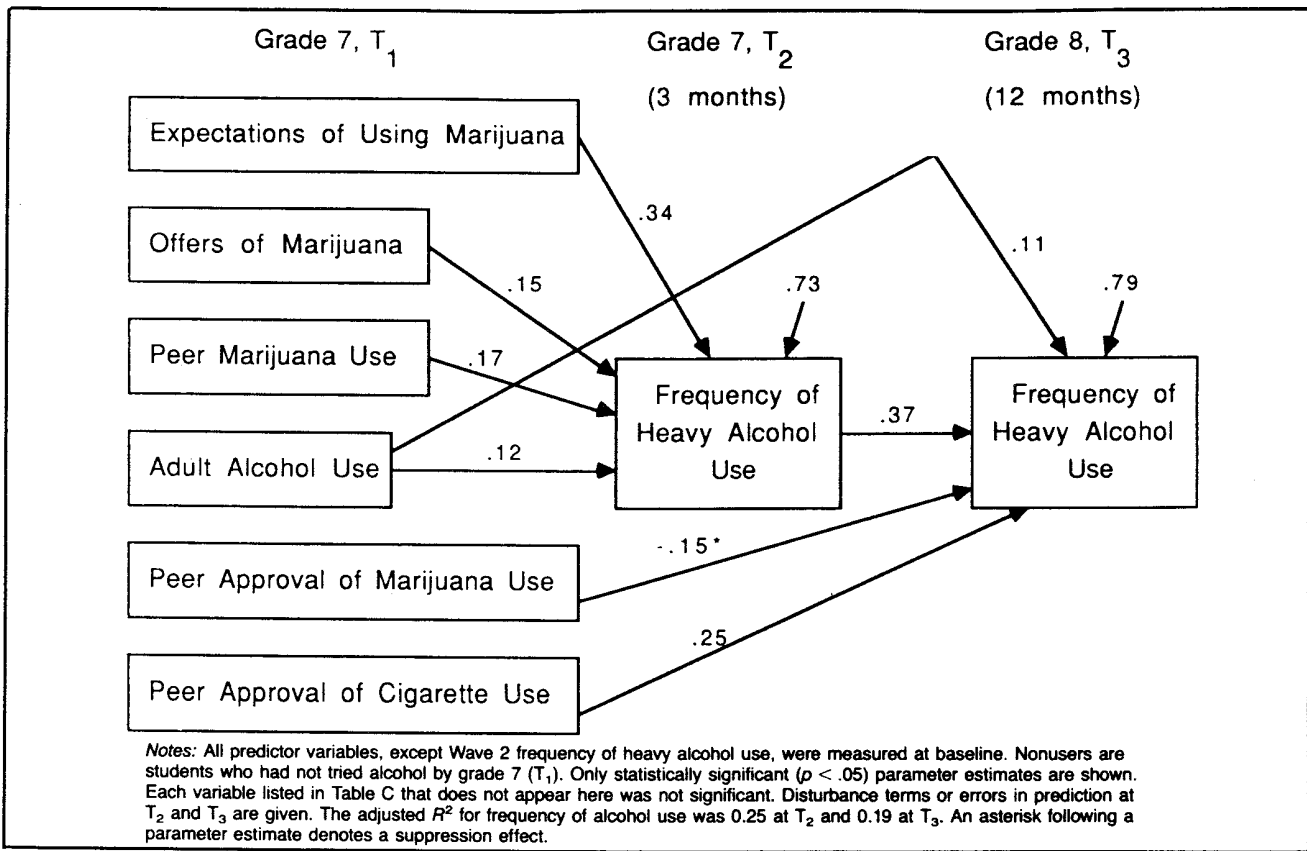 Grade 7, T1
Grade 7, T2
Grade 8, T3
(3 months)
(12 months)
Expectations of Using Marijuana
.34
Offers of Marijuana
.11
.15
.73
.79
Peer Marijuana Use
.17
Frequency of
Heavy Alcohol
Use
.37
Frequency of
Heavy Alcohol
Use
Adult Alcohol Use
.12
-.15*
Peer Approval of Marijuana Use
.25
Peer Approval of Cigarette Use
Notes: All predictor variables, except Wave 2 frequency of heavy alcohol use, were measured at baseline. Nonusers are
students who had not tried alcohol by grade 7 (T1). Only statistically significant (p < .05) parameter estimates are shown.
Each variable listed in Table C that does not appear here was not significant. Disturbance terms or errors in prediction at
T2 and T3 are given. The adjusted R2 for frequency of alcohol use was 0.25 at T2 and 0.19 at T3. An asterisk following a
parameter estimate denotes a suppression effect.